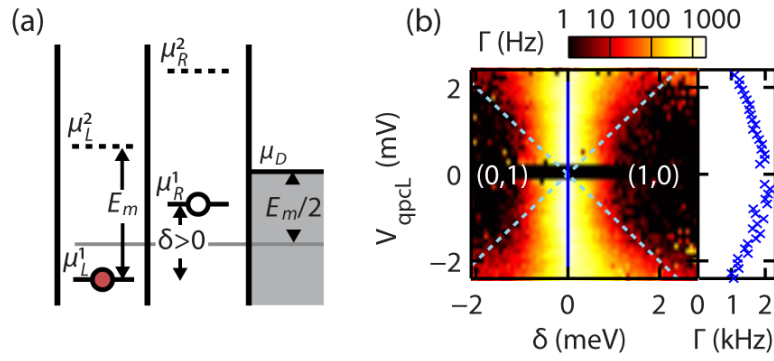 (a)
μ_R^2
μ_L^2
μ_D
E_m
μ_R^1
E_m/2
δ>0
μ_L^1
(b)
Γ (Hz)
1 10 100 1000
V_qpcL (mV)
2
0
−2
(0,1)
(1,0)
−2 0 2
δ (meV)
0 1 2
Γ (kHz)